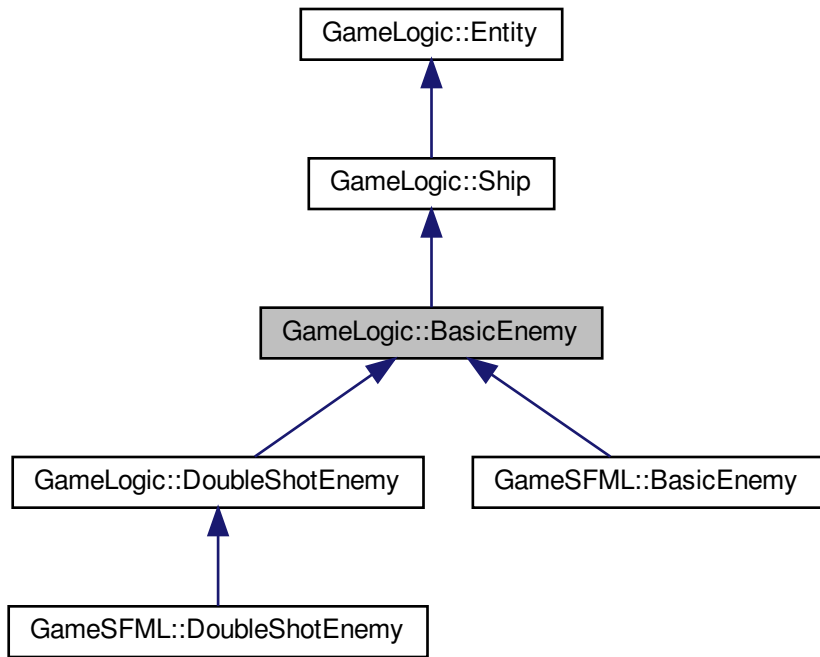 GameLogic::Entity
GameLogic::Ship
GameLogic::BasicEnemy
GameLogic::DoubleShotEnemy
GameSFML::BasicEnemy
GameSFML::DoubleShotEnemy